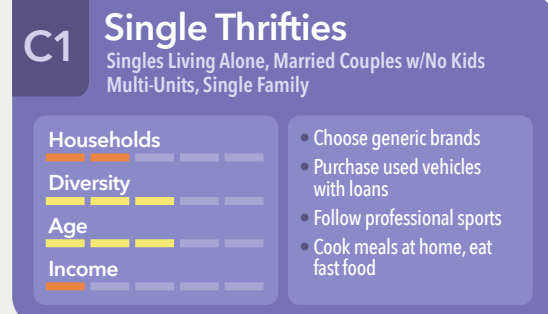 C1
Single Thrifties
Singles Living Alone, Married Couples w/No Kids
Multi-Units, Single Family
Households
Diversity
Age
Income
• Choose generic brands
• Purchase used vehicles
with loans
• Follow professional sports
• Cook meals at home, eat
fast food